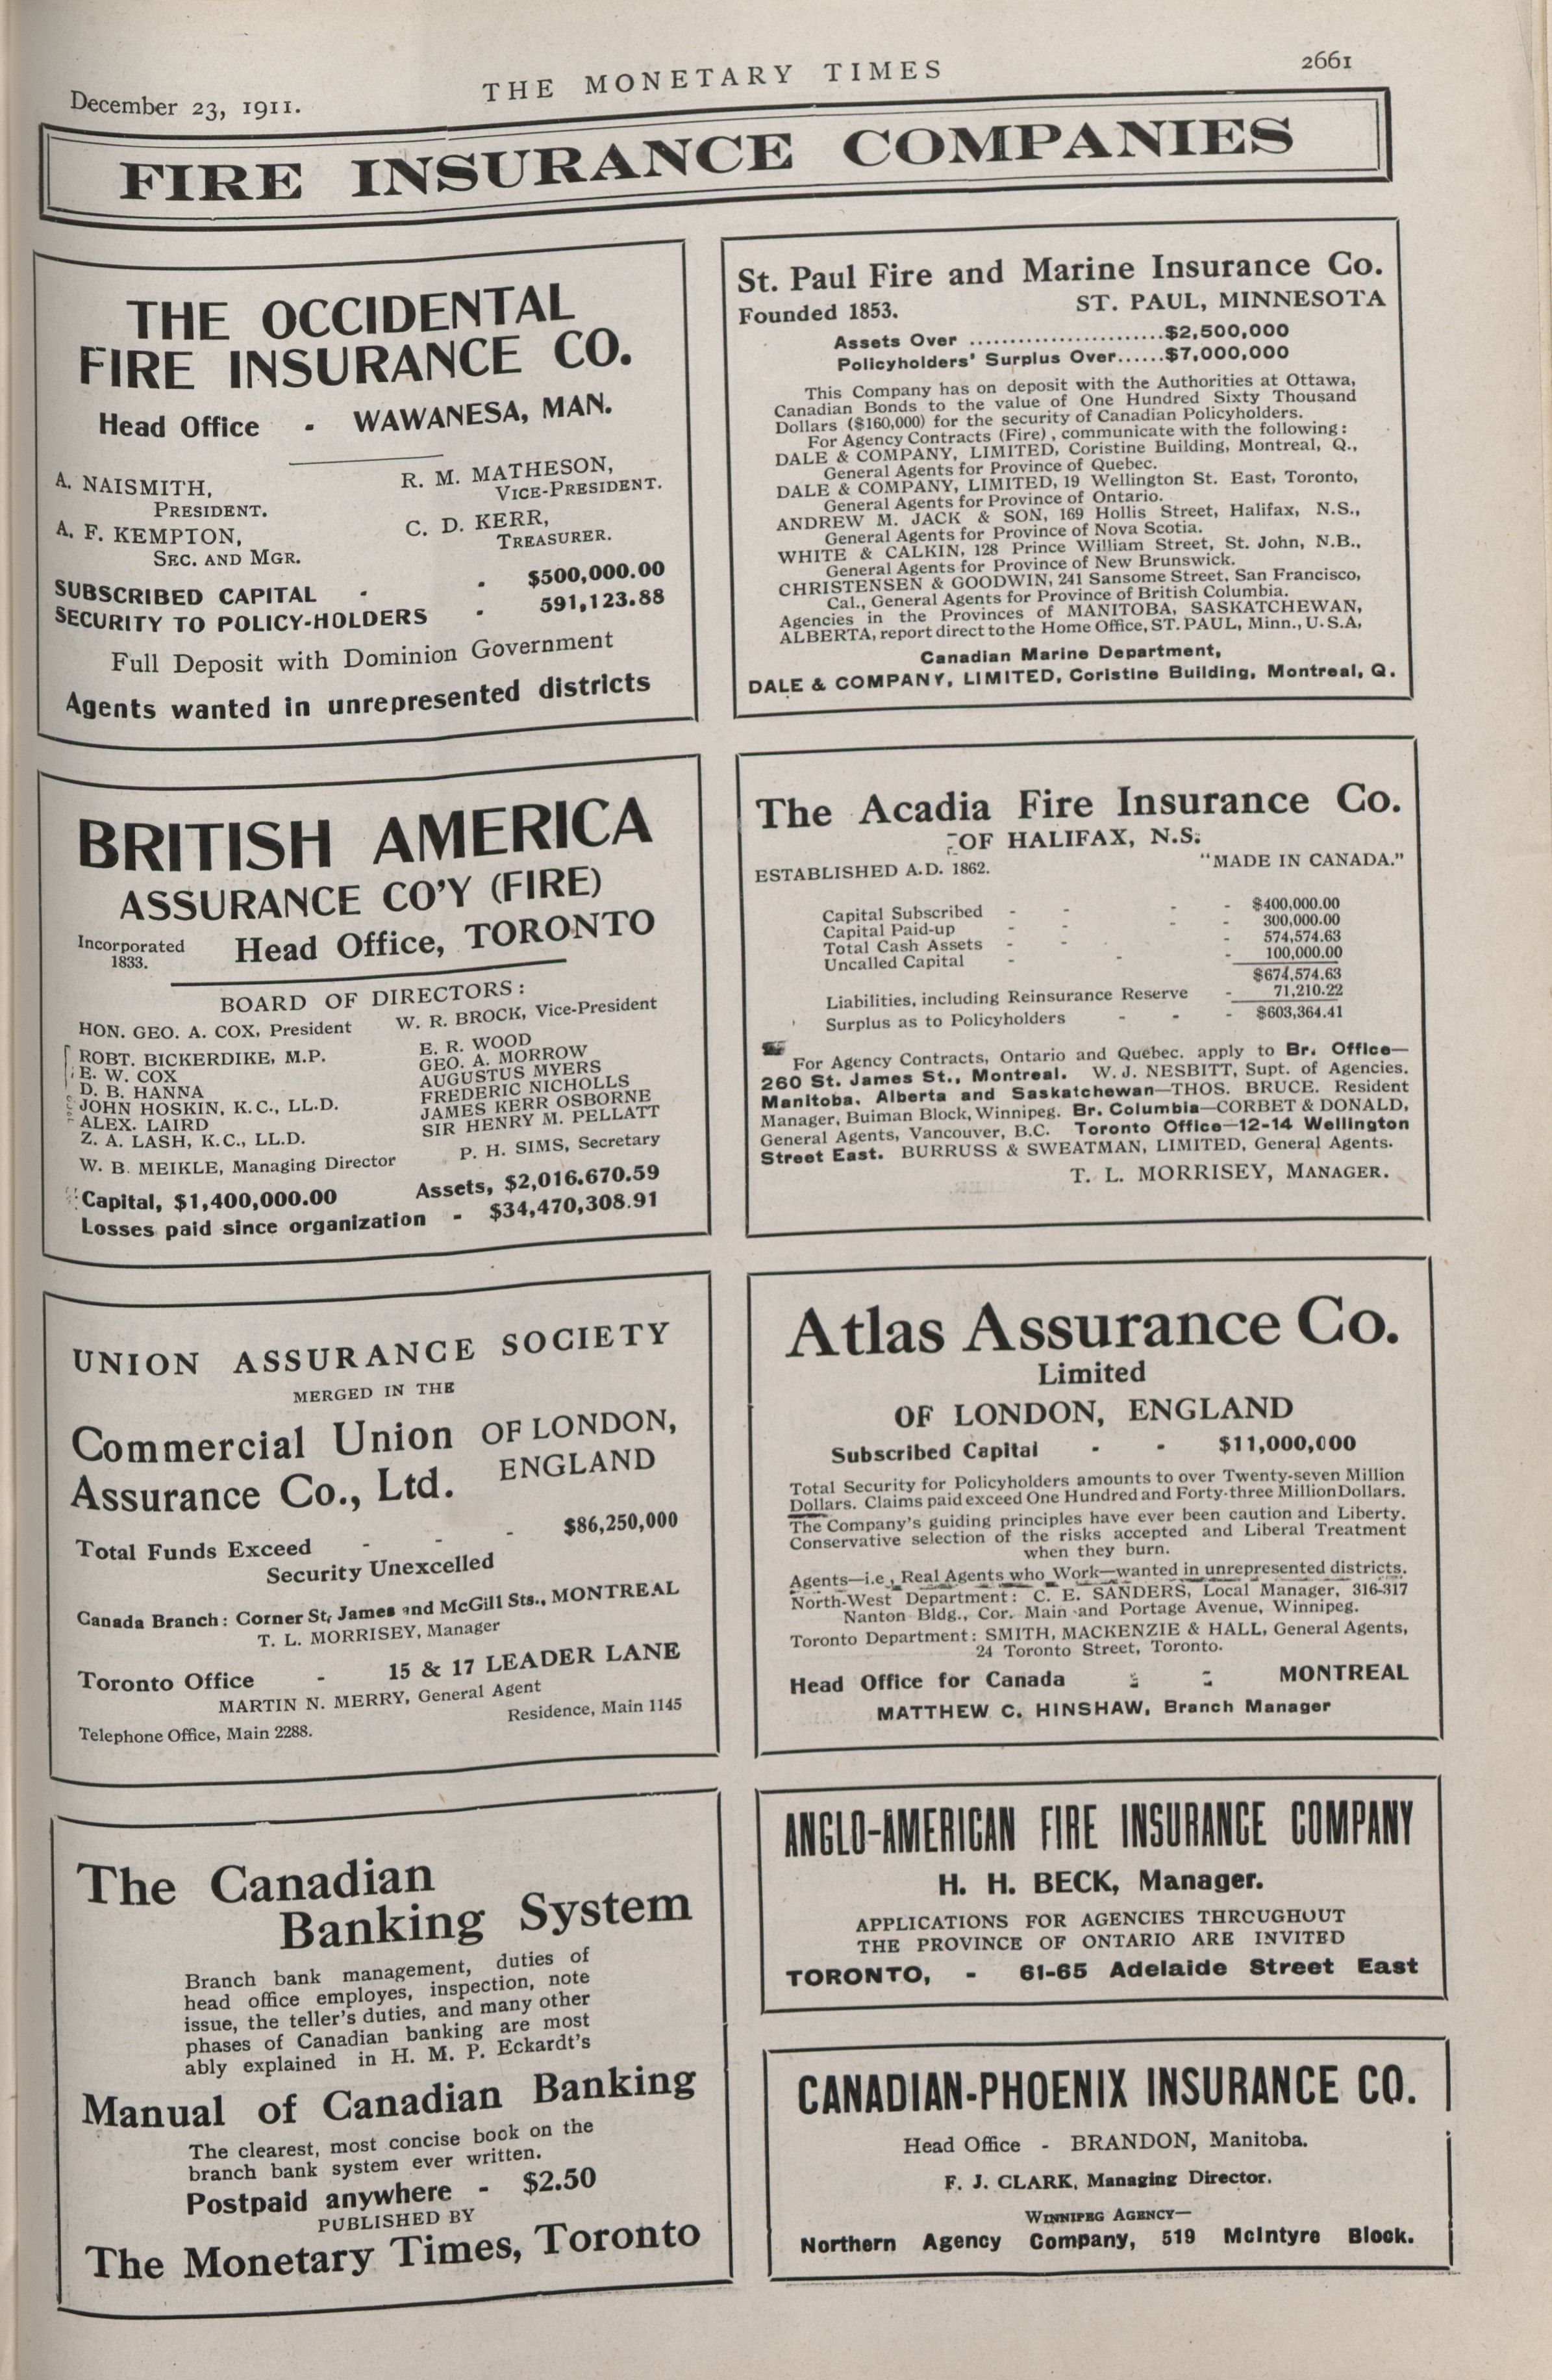 December 23, 1911.
THE MONETARY TIMES
2661
FIRE INSURANCE COMPANIES
THE OCCIDENTAL
FIRE INSURANCE CO.
Head Office - WAWANESA, MAN.
A. NAISMITH,
PRESIDENT.
R. M. MATHESON,
VICE-PRESIDENT.
A. F. KEMPTON,
SEC. AND MGR.
C. D. KERR,
TREASURER.
SUBSCRIBED CAPITAL - - $500,000.00
SECURITY TO POLICY-HOLDERS - 591,123.88
Full Deposit with Dominion Government
Agents wanted in unrepresented districts
BRITISH AMERICA
ASSURANCE CO'Y (FIRE)
Incorporated
1833.
Head Office, TORONTO
BOARD OF DIRECTORS:
HON. GEO. A. COX, President
W. R. BROCK, Vice-President
ROBT. BICKERDIKE, M.P.
E. W. COX
D. B. HANNA
JOHN HOSKIN, K.C., LL.D.
ALEX. LAIRD
Z. A. LASH, K.C., LL.D.
E. R. WOOD
GEO. A. MORROW
AUGUSTUS MYERS
FREDERIC NICHOLLS
JAMES KERR OSBORNE
SIR HENRY M. PELLATT
W. B. MEIKLE, Managing Director
P. H. SIMS, Secretary
Capital, $1,400,000.00
Assets, $2,016.670.59
Losses paid since organization - $34,470,308.91
UNION ASSURANCE SOCIETY
MERGED IN THE
Commercial Union
Assurance Co., Ltd.
OF LONDON,
ENGLAND
Total Funds Exceed - - - $86,250,000
Security Unexcelled
Canada Branch: Corner St, James and McGill Sts., MONTREAL
T. L. MORRISEY, Manager
Toronto Office - 15 & 17 LEADER LANE
MARTIN N. MERRY, General Agent
Telephone Office, Main 2288.
Residence, Main 1145
The Canadian
Banking System
Branch bank management, duties of
head office employes, inspection, note
issue, the teller's duties, and many other
phases of Canadian banking are most
ably explained in H. M. P. Eckardt's
Manual of Canadian Banking
The clearest, most concise book on the
branch bank system ever written.
Postpaid anywhere - $2.50
PUBLISHED BY
The Monetary Times, Toronto
St. Paul Fire and Marine Insurance Co.
Founded 1853.
ST. PAUL, MINNESOTA
Assets Over ........................$2,500,000
Policyholders' Surplus Over......$7,000,000
This Company has on deposit with the Authorities at Ottawa,
Canadian Bonds to the value of One Hundred Sixty Thousand
Dollars ($160,000) for the security of Canadian Policyholders.
For Agency Contracts (Fire), communicate with the following:
DALE & COMPANY, LIMITED, Coristine Building, Montreal, Q.,
General Agents for Province of Quebec.
DALE & COMPANY, LIMITED, 19 Wellington St. East, Toronto,
General Agents for Province of Ontario.
ANDREW M. JACK & SON, 169 Hollis Street, Halifax, N.S.,
General Agents for Province of Nova Scotia.
WHITE & CALKIN, 128 Prince William Street, St. John, N.B.,
General Agents for Province of New Brunswick.
CHRISTENSEN & GOODWIN, 241 Sansome Street, San Francisco,
Cal., General Agents for Province of British Columbia.
Agencies in the Provinces of MANITOBA, SASKATCHEWAN,
ALBERTA, report direct to the Home Office, ST. PAUL, Minn., U.S.A,
Canadian Marine Department,
DALE & COMPANY, LIMITED, Coristine Building, Montreal, Q.
The Acadia Fire Insurance Co.
OF HALIFAX, N.S.
ESTABLISHED A.D. 1862.
"MADE IN CANADA."
Capital Subscribed - - - - $400,000.00
Capital Paid-up - - - - 300,000.00
Total Cash Assets - - - 574,574.63
Uncalled Capital - - - 100,000.00
$674,574.63
Liabilities, including Reinsurance Reserve - 71,210.22
Surplus as to Policyholders - - - $603,364.41
For Agency Contracts, Ontario and Quebec. apply to Br. Office—
260 St. James St., Montreal. W. J. NESBITT, Supt. of Agencies.
Manitoba, Alberta and Saskatchewan—THOS. BRUCE. Resident
Manager, Buiman Block, Winnipeg. Br. Columbia—CORBET & DONALD,
General Agents, Vancouver, B.C. Toronto Office—12-14 Wellington
Street East. BURRUSS & SWEATMAN, LIMITED, General Agents.
T. L. MORRISEY, MANAGER.
Atlas Assurance Co.
Limited
OF LONDON, ENGLAND
Subscribed Capital - - $11,000,000
Total Security for Policyholders amounts to over Twenty-seven Million
Dollars. Claims paid exceed One Hundred and Forty-three Million Dollars.
The Company's guiding principles have ever been caution and Liberty.
Conservative selection of the risks accepted and Liberal Treatment
when they burn.
Agents—i.e., Real Agents who Work—wanted in unrepresented districts.
North-West Department: C. E. SANDERS, Local Manager, 316-317
Nanton Bldg., Cor. Main and Portage Avenue, Winnipeg.
Toronto Department: SMITH, MACKENZIE & HALL, General Agents,
24 Toronto Street, Toronto.
Head Office for Canada - - MONTREAL
MATTHEW C. HINSHAW, Branch Manager
ANGLO-AMERICAN FIRE INSURANCE COMPANY
H. H. BECK, Manager.
APPLICATIONS FOR AGENCIES THROUGHOUT
THE PROVINCE OF ONTARIO ARE INVITED
TORONTO, - 61-65 Adelaide Street East
CANADIAN-PHOENIX INSURANCE CO.
Head Office - BRANDON, Manitoba.
F. J. CLARK, Managing Director.
WINNIPEG AGENCY—
Northern Agency Company, 519 McIntyre Block.